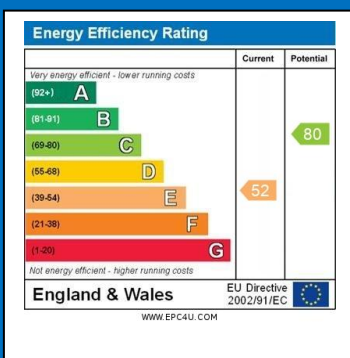 Energy Efficiency Rating
Current Potential
Very energy efficient - lower running costs
(92+) A
(81-91) B
(69-80) C
80
(55-68) D
(39-54) E
52
(21-38) F
(1-20) G
Not energy efficient - higher running costs
England & Wales
EU Directive
2002/91/EC
WWW.EPC4U.COM